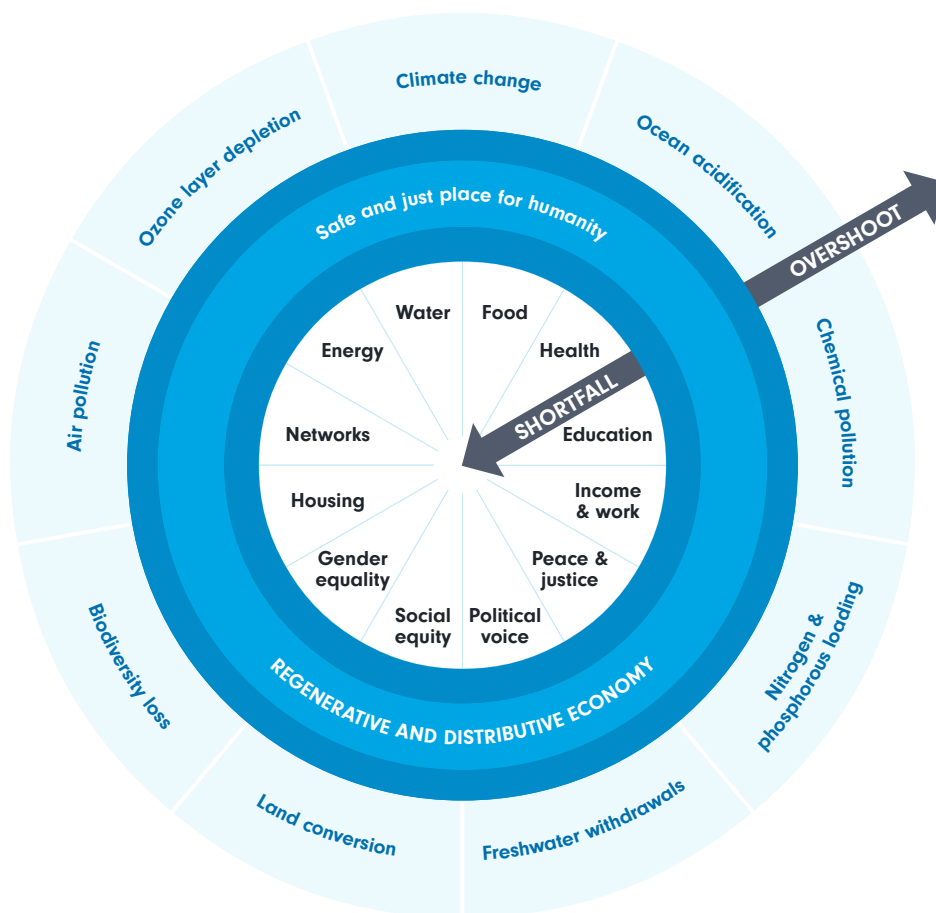 Climate change
Ocean acidification
OVERSHOOT
Chemical pollution
Nitrogen &
phosphorous loading
Freshwater withdrawals
Land conversion
Biodiversity loss
Air pollution
Ozone layer depletion
Safe and just place for humanity
REGENERATIVE AND DISTRIBUTIVE ECONOMY
Water
Food
Health
SHORTFALL
Education
Income
& work
Peace &
justice
Political
voice
Social
equity
Gender
equality
Housing
Networks
Energy